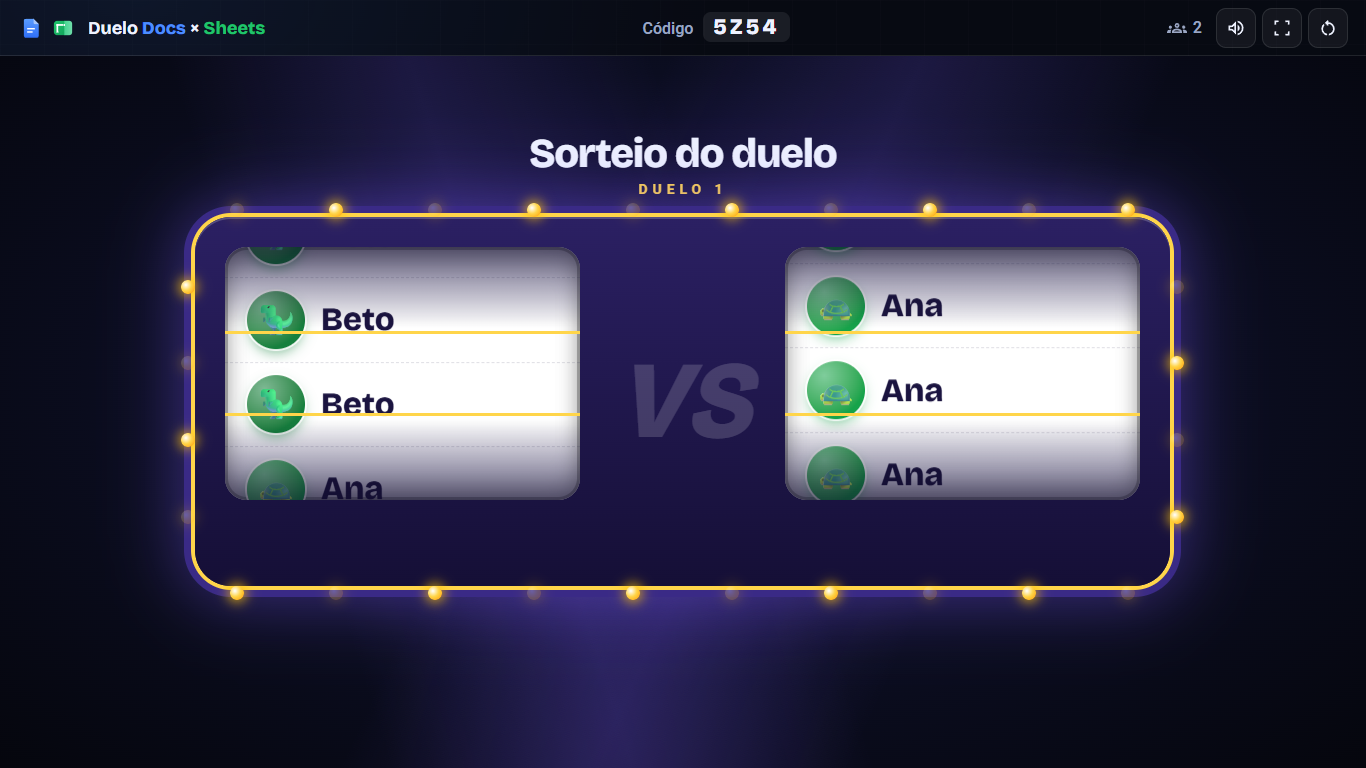 Duelo Docs × Sheets
Código 5Z54
2
Sorteio do duelo
DUELO 1
Beto
Beto
Ana
VS
Ana
Ana
Ana